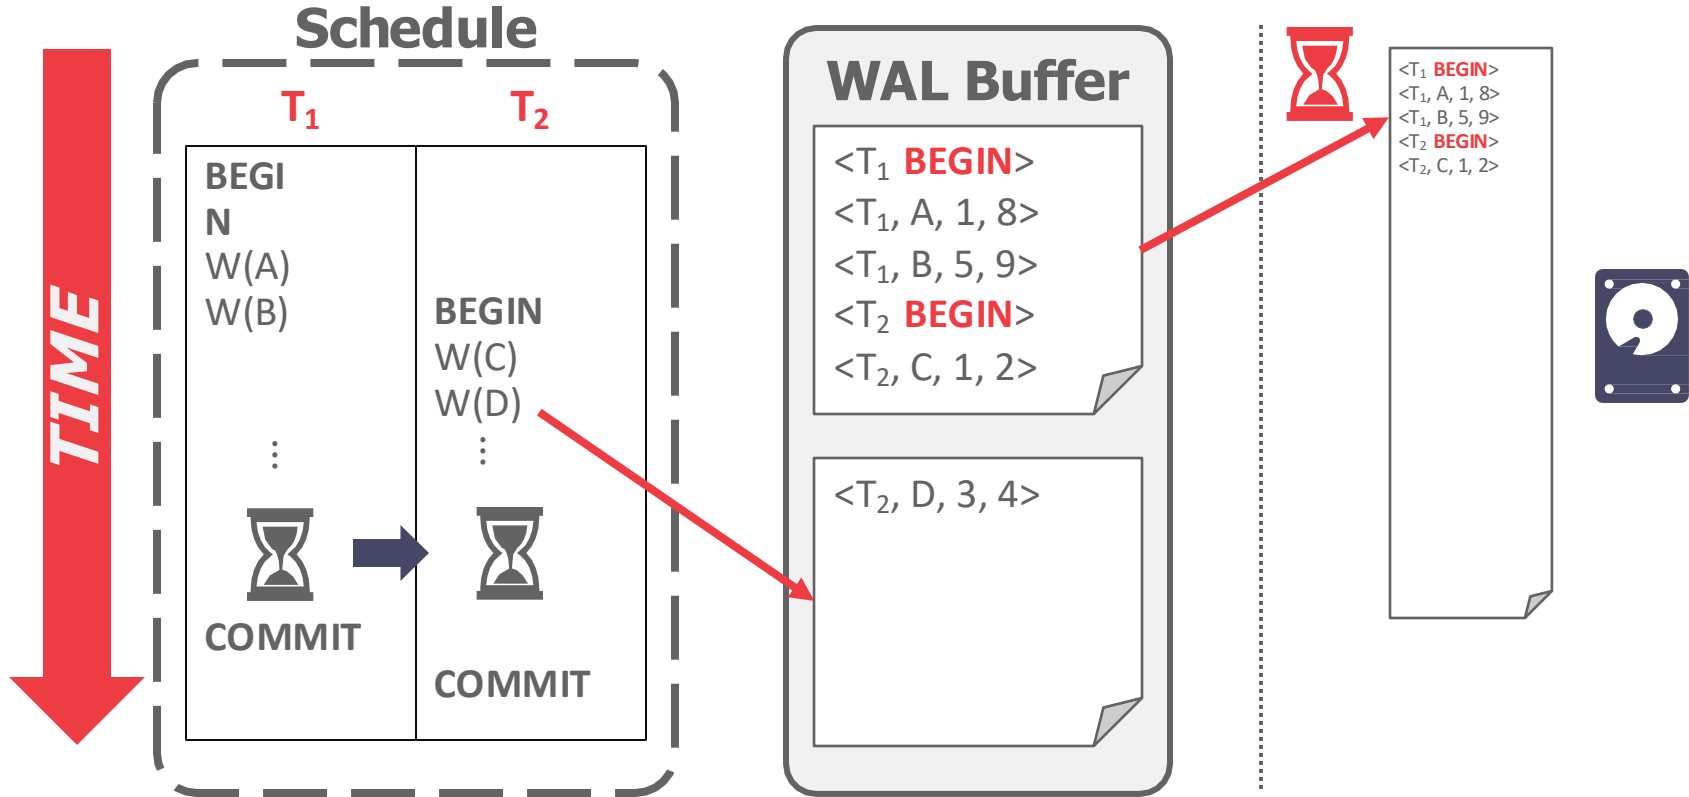 Schedule
TIME
T₁
T₂
BEGI
N
W(A)
W(B)
⋮
COMMIT
BEGIN
W(C)
W(D)
⋮
COMMIT
WAL Buffer
<T₁ BEGIN>
<T₁, A, 1, 8>
<T₁, B, 5, 9>
<T₂ BEGIN>
<T₂, C, 1, 2>
<T₂, D, 3, 4>
<T₁ BEGIN>
<T₁, A, 1, 8>
<T₁, B, 5, 9>
<T₂ BEGIN>
<T₂, C, 1, 2>